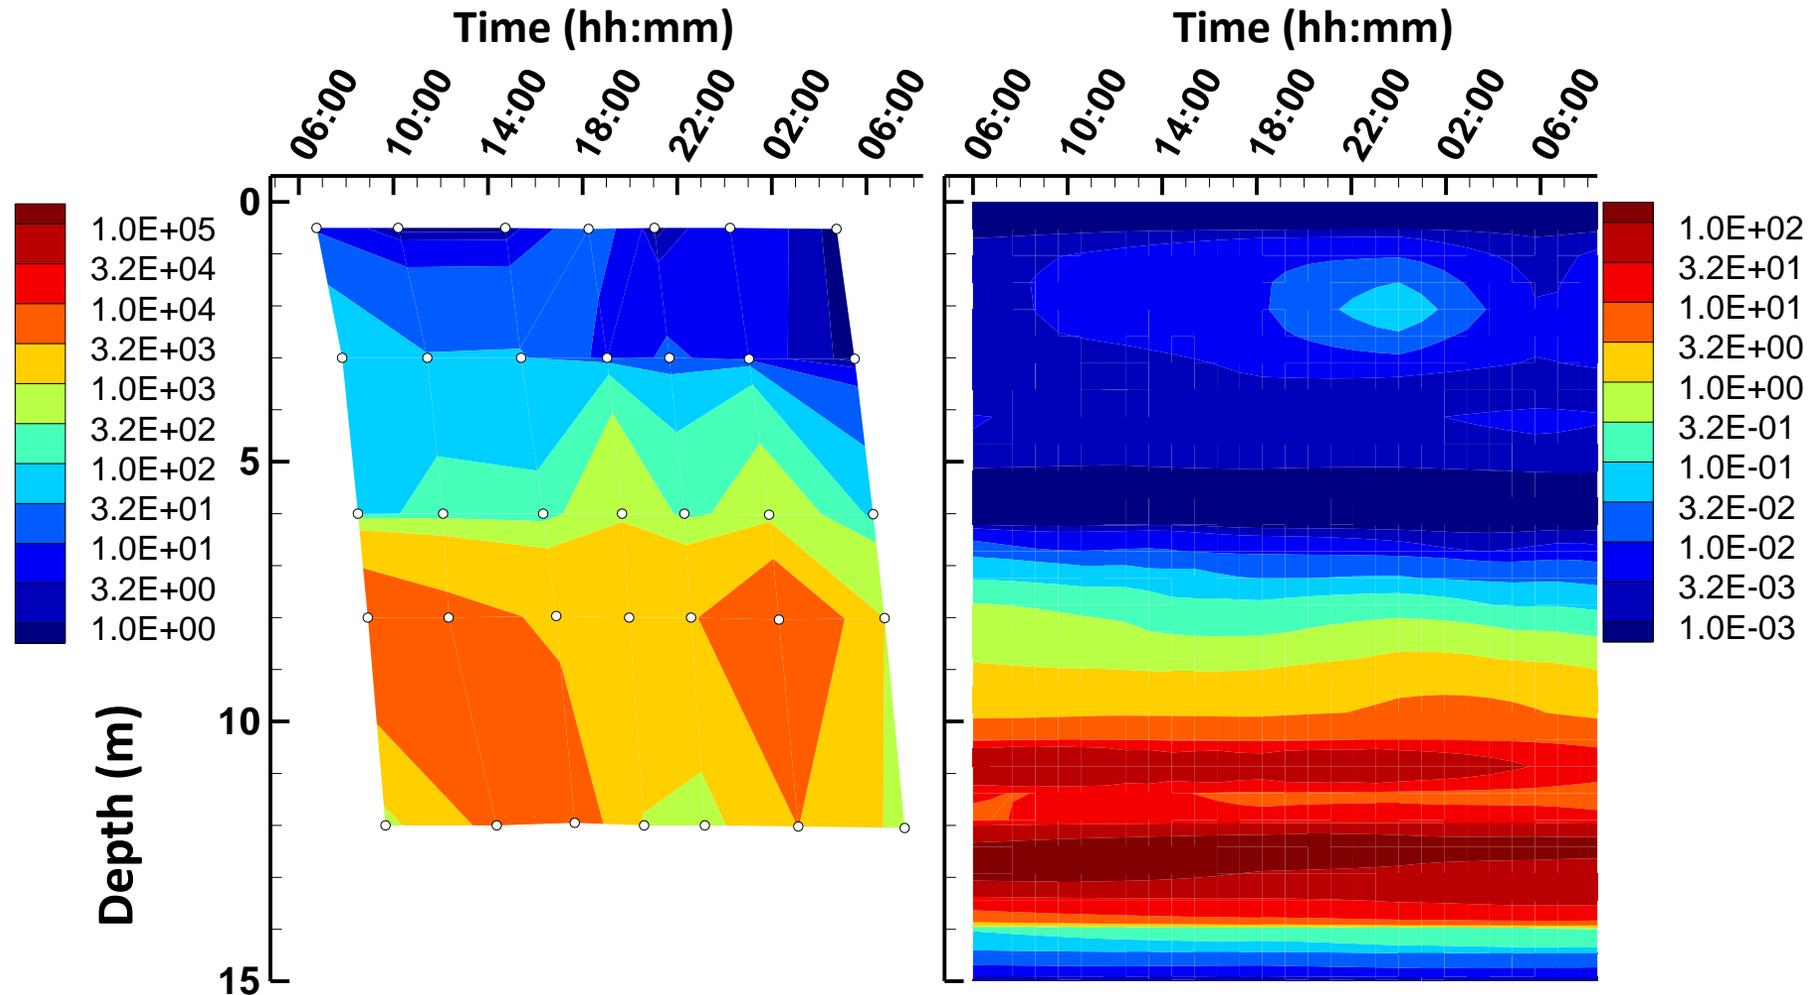 Time (hh:mm)
06:00
10:00
14:00
18:00
22:00
02:00
06:00
1.0E+05
3.2E+04
1.0E+04
3.2E+03
1.0E+03
3.2E+02
1.0E+02
3.2E+01
1.0E+01
3.2E+00
1.0E+00
Depth (m)
0
5
10
15
Time (hh:mm)
06:00
10:00
14:00
18:00
22:00
02:00
06:00
1.0E+02
3.2E+01
1.0E+01
3.2E+00
1.0E+00
3.2E-01
1.0E-01
3.2E-02
1.0E-02
3.2E-03
1.0E-03